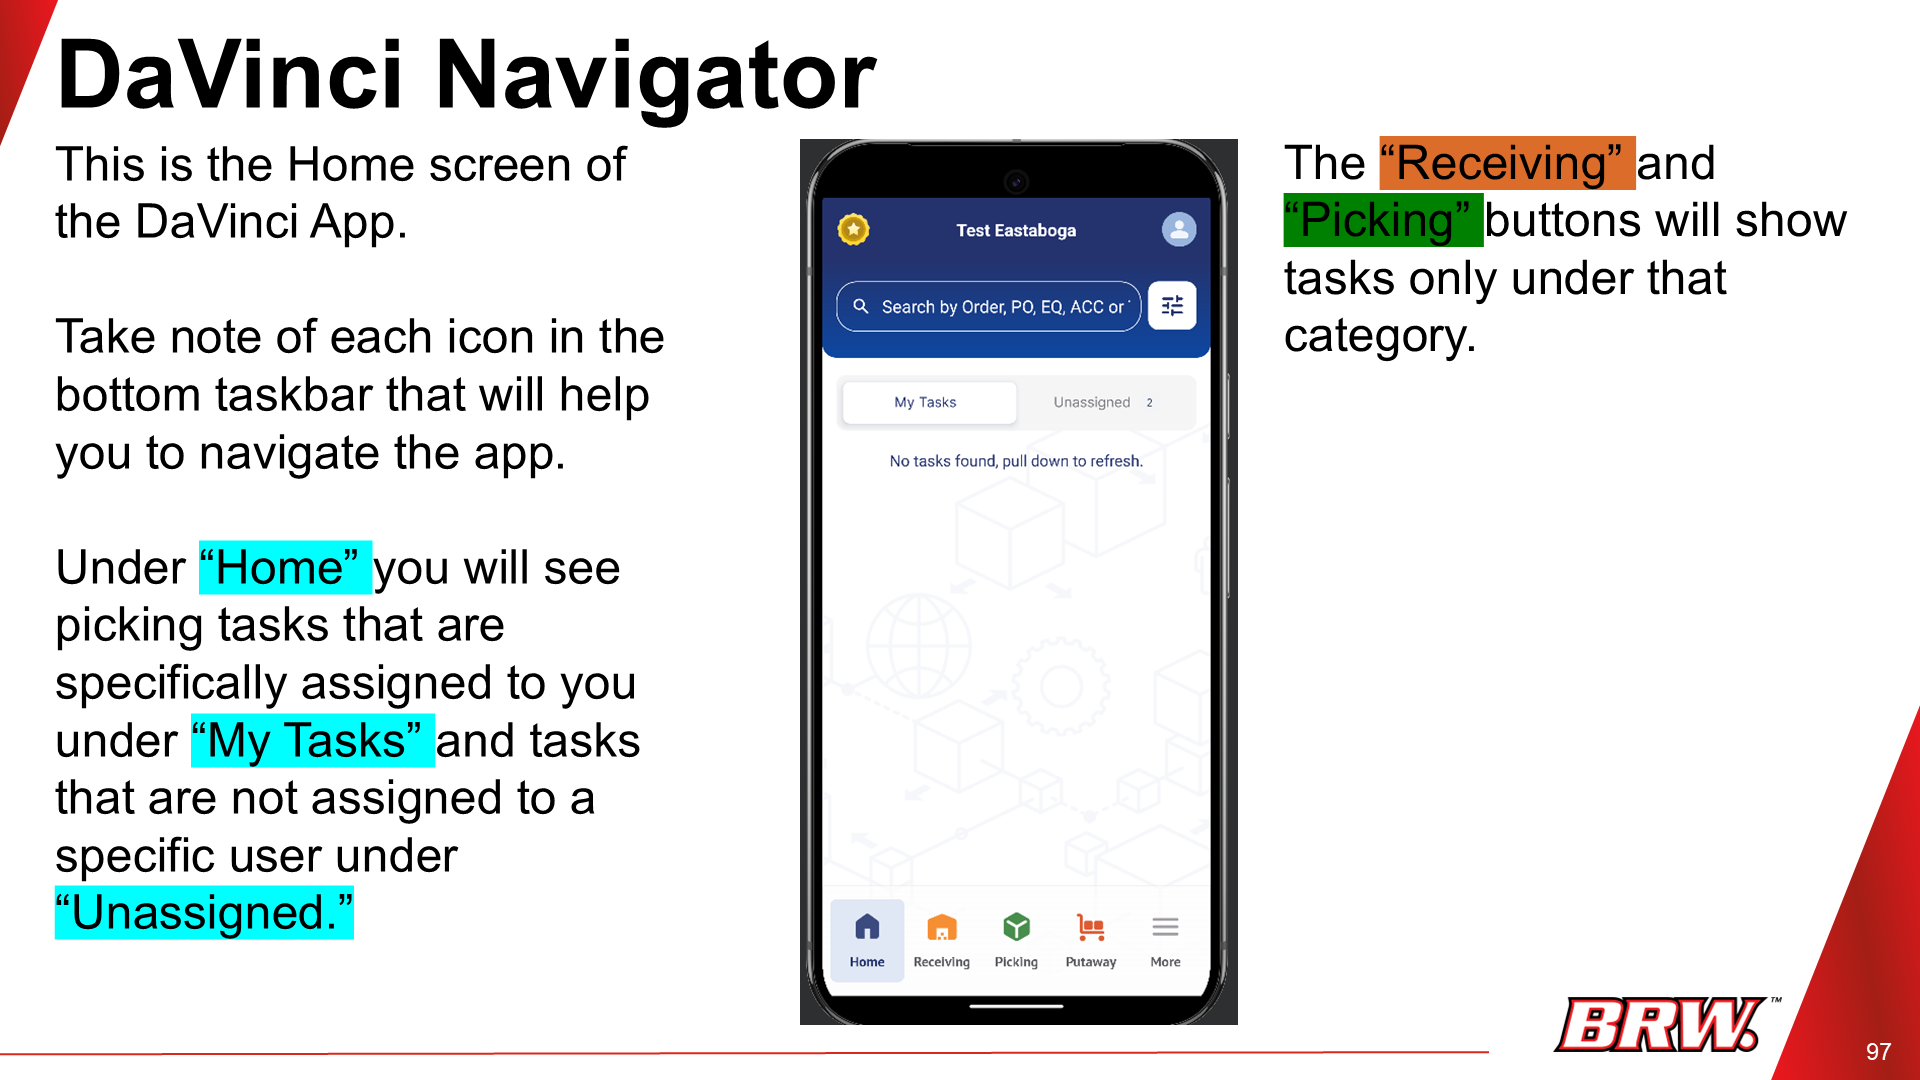 DaVinci Navigator
This is the Home screen of
the DaVinci App.
Take note of each icon in the
bottom taskbar that will help
you to navigate the app.
Under “Home” you will see
picking tasks that are
specifically assigned to you
under “My Tasks” and tasks
that are not assigned to a
specific user under
“Unassigned.”
Test Eastaboga
Search by Order, PO, EQ, ACC or
My Tasks
Unassigned 2
No tasks found, pull down to refresh.
Home
Receiving
Picking
Putaway
More
The “Receiving” and
“Picking” buttons will show
tasks only under that
category.
BRW.™
97